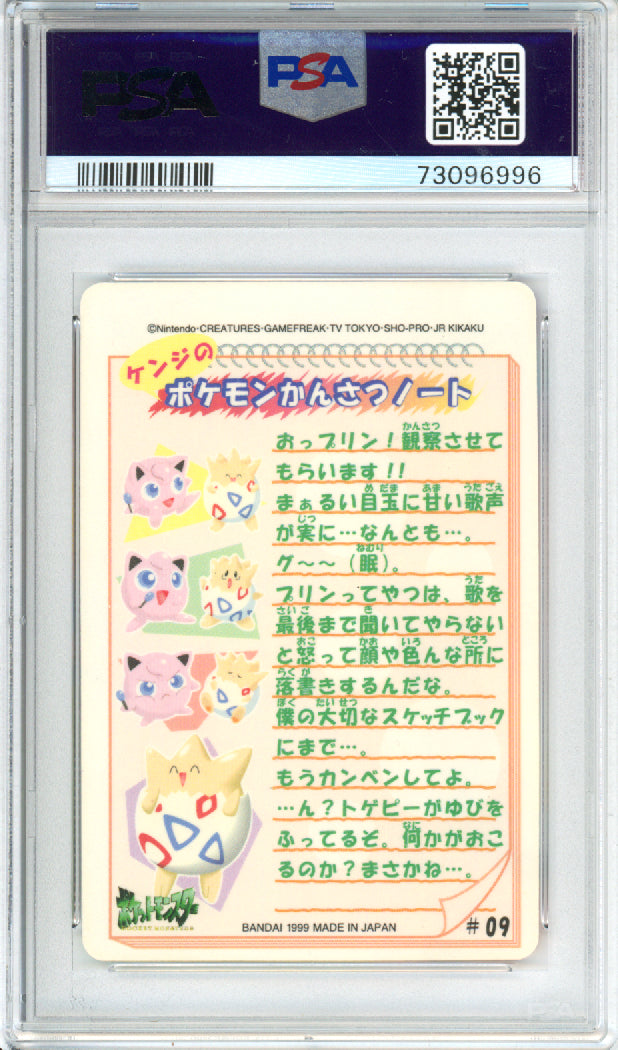 PSA
PSA
73096996
©Nintendo·CREATURES·GAMEFREAK·TV TOKYO·SHO-PRO·JR KIKAKU
ケンジの
ポケモンかんさつノート
おっプリン！観察させて
もらいます！！
まぁるい目玉に甘い歌声
が実に…なんとも…。
グ〜〜（眠）。
プリンってやつは、歌を
最後まで聞いてやらない
と怒って顔や色んな所に
落書きするんだな。
僕の大切なスケッチブック
にまで…。
もうカンベンしてよ。
…ん？トゲピーがゆびを
ふってるぞ。何かがおこ
るのか？まさかね…。
ポケットモンスター
POCKET MONSTERS
BANDAI 1999 MADE IN JAPAN
#09
PSA